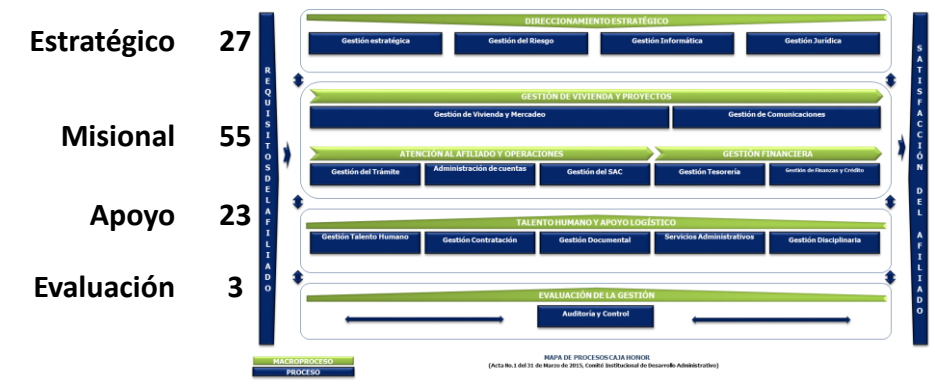 Estratégico 27
Misional 55
Apoyo 23
Evaluación 3
REQUISITOS DEL AFILIADO
DIRECCIONAMIENTO ESTRATÉGICO
Gestión estratégica
Gestión del Riesgo
Gestión Informática
Gestión Jurídica
GESTIÓN DE VIVIENDA Y PROYECTOS
Gestión de Vivienda y Mercadeo
Gestión de Comunicaciones
ATENCIÓN AL AFILIADO Y OPERACIONES
GESTIÓN FINANCIERA
Gestión del Trámite
Administración de cuentas
Gestión del SAC
Gestión Tesorería
Gestión de Finanzas y Crédito
TALENTO HUMANO Y APOYO LOGÍSTICO
Gestión Talento Humano
Gestión Contratación
Gestión Documental
Servicios Administrativos
Gestión Disciplinaria
EVALUACIÓN DE LA GESTIÓN
Auditoría y Control
SATISFACCIÓN DEL AFILIADO
MACROPROCESO
PROCESO
MAPA DE PROCESOS CAJA HONOR
(Acta No.1 del 31 de Marzo de 2015, Comité Institucional de Desarrollo Administrativo)